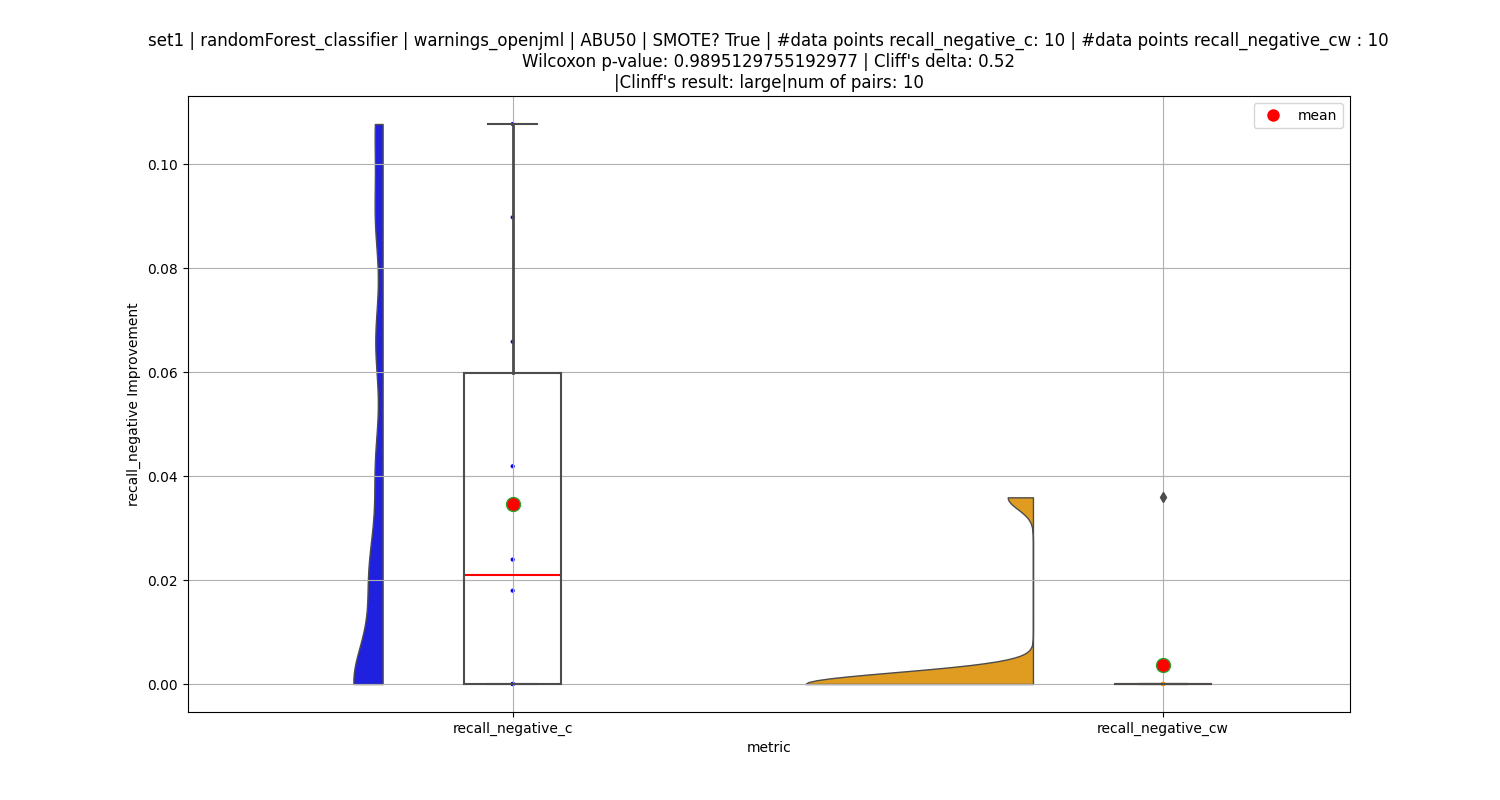 set1 | randomForest_classifier | warnings_openjml | ABU50 | SMOTE? True | #data points recall_negative_c: 10 | #data points recall_negative_cw : 10
Wilcoxon p-value: 0.9895129755192977 | Cliff's delta: 0.52
|Clinff's result: large|num of pairs: 10
mean
0.10
0.08
0.06
0.04
0.02
0.00
recall_negative Improvement
recall_negative_c
recall_negative_cw
metric